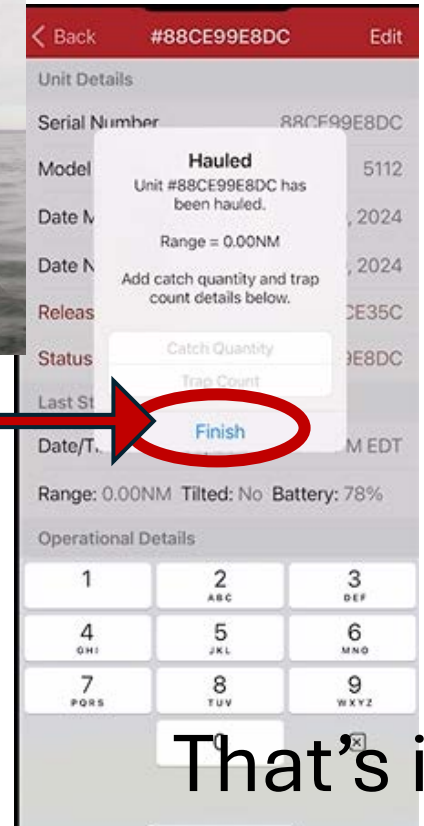 Back #88CE99E8DC Edit
Unit Details
Serial Number 88CE99E8DC
Model 5112
Hauled
Unit #88CE99E8DC has
been hauled.
Range = 0.00NM
Add catch quantity and trap
count details below.
Catch Quantity
Trap Count
Finish
Date M , 2024
Date N , 2024
Releas CE35C
Status 9E8DC
Last St
Date/T M EDT
Range: 0.00NM Tilted: No Battery: 78%
Operational Details
1 2 3
ABC DEF
4 5 6
GHI JKL MNO
7 8 9
PQRS TUV WXYZ
0
That's i